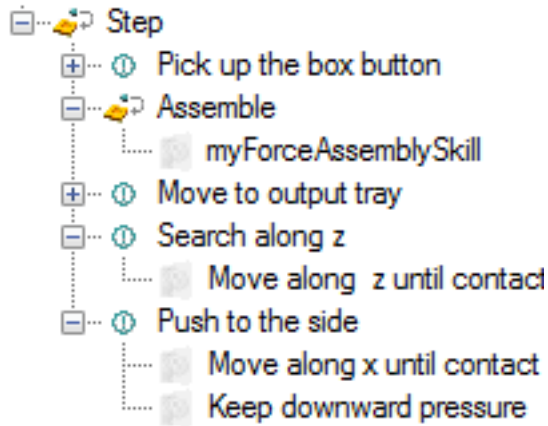 Step
Pick up the box button
Assemble
myForceAssemblySkill
Move to output tray
Search along z
Move along z until contact
Push to the side
Move along x until contact
Keep downward pressure